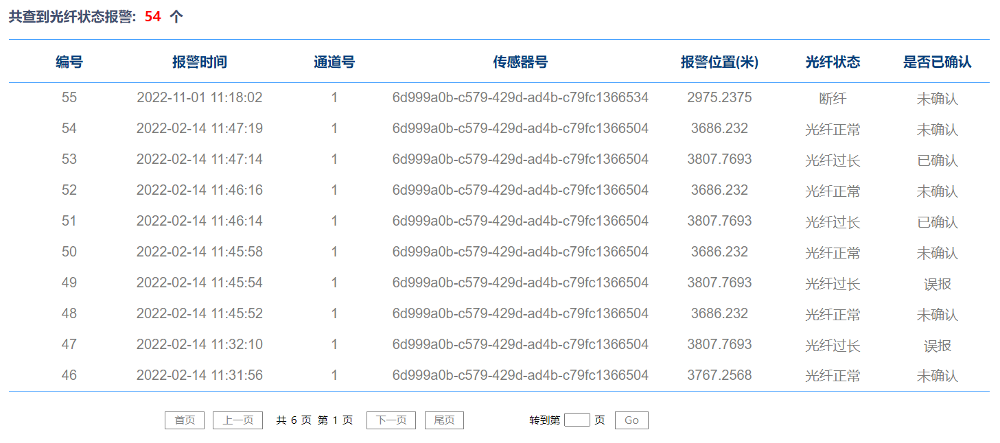 共查到光纤状态报警: 54 个
编号 报警时间 通道号 传感器号 报警位置(米) 光纤状态 是否已确认
55 2022-11-01 11:18:02 1 6d999a0b-c579-429d-ad4b-c79fc1366534 2975.2375 断纤 未确认
54 2022-02-14 11:47:19 1 6d999a0b-c579-429d-ad4b-c79fc1366504 3686.232 光纤正常 未确认
53 2022-02-14 11:47:14 1 6d999a0b-c579-429d-ad4b-c79fc1366504 3807.7693 光纤过长 已确认
52 2022-02-14 11:46:16 1 6d999a0b-c579-429d-ad4b-c79fc1366504 3686.232 光纤正常 未确认
51 2022-02-14 11:46:14 1 6d999a0b-c579-429d-ad4b-c79fc1366504 3807.7693 光纤过长 已确认
50 2022-02-14 11:45:58 1 6d999a0b-c579-429d-ad4b-c79fc1366504 3686.232 光纤正常 未确认
49 2022-02-14 11:45:54 1 6d999a0b-c579-429d-ad4b-c79fc1366504 3807.7693 光纤过长 误报
48 2022-02-14 11:45:52 1 6d999a0b-c579-429d-ad4b-c79fc1366504 3686.232 光纤正常 未确认
47 2022-02-14 11:32:10 1 6d999a0b-c579-429d-ad4b-c79fc1366504 3807.7693 光纤过长 误报
46 2022-02-14 11:31:56 1 6d999a0b-c579-429d-ad4b-c79fc1366504 3767.2568 光纤正常 未确认
首页 上一页 共 6 页 第 1 页 下一页 尾页 转到第 页 Go